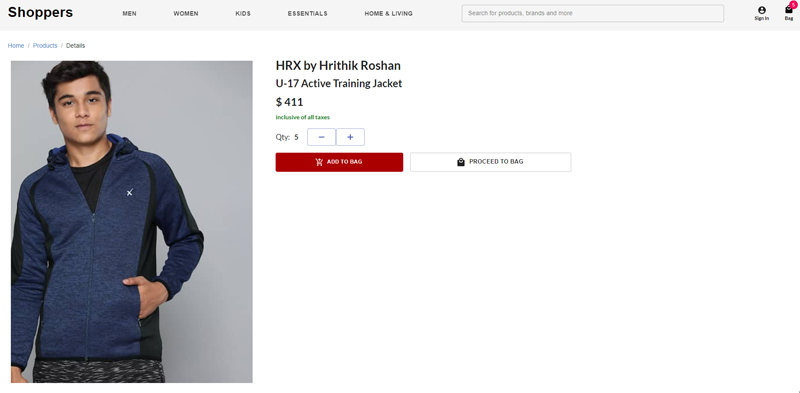 Shoppers
MEN
WOMEN
KIDS
ESSENTIALS
HOME & LIVING
Search for products, brands and more
Sign In
5
Bag
Home / Products / Details
HRX by Hrithik Roshan
U-17 Active Training Jacket
$ 411
inclusive of all taxes
Qty: 5 − +
ADD TO BAG
PROCEED TO BAG